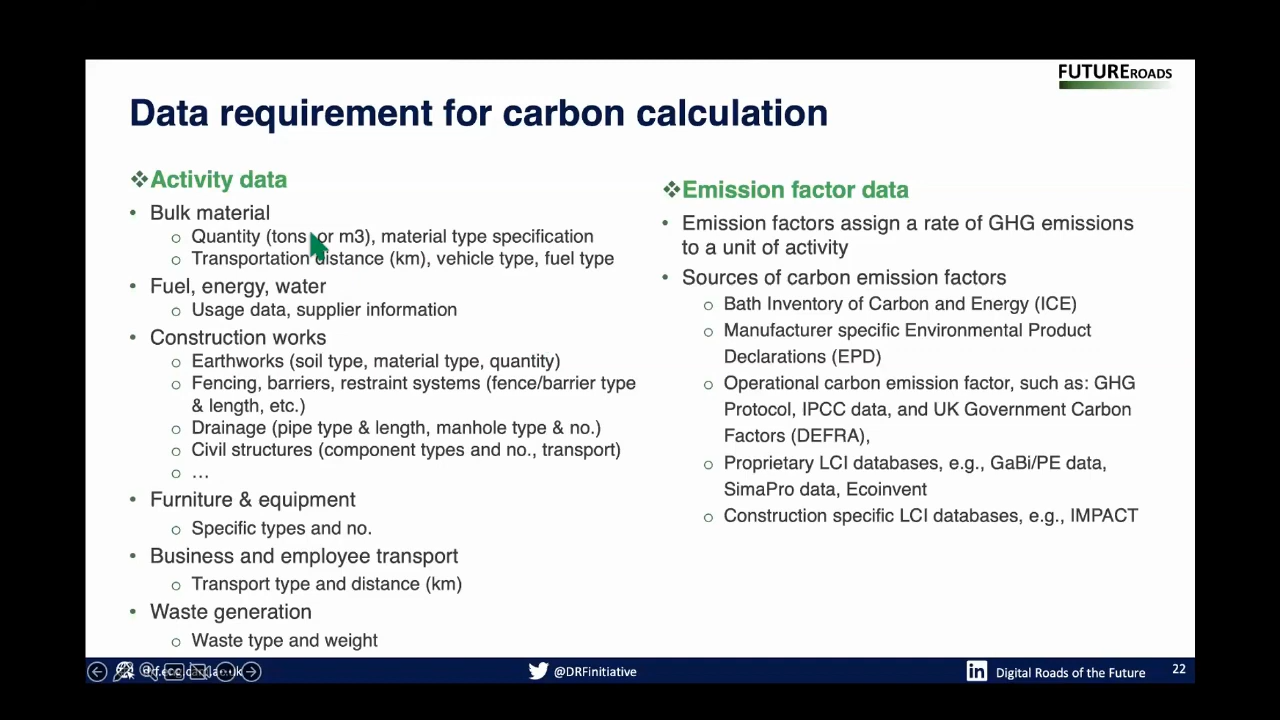 FUTUREROADS
Data requirement for carbon calculation
❖Activity data
• Bulk material
○ Quantity (tons or m3), material type specification
○ Transportation distance (km), vehicle type, fuel type
• Fuel, energy, water
○ Usage data, supplier information
• Construction works
○ Earthworks (soil type, material type, quantity)
○ Fencing, barriers, restraint systems (fence/barrier type
& length, etc.)
○ Drainage (pipe type & length, manhole type & no.)
○ Civil structures (component types and no., transport)
○ …
• Furniture & equipment
○ Specific types and no.
• Business and employee transport
○ Transport type and distance (km)
• Waste generation
○ Waste type and weight
❖Emission factor data
• Emission factors assign a rate of GHG emissions
to a unit of activity
• Sources of carbon emission factors
○ Bath Inventory of Carbon and Energy (ICE)
○ Manufacturer specific Environmental Product
Declarations (EPD)
○ Operational carbon emission factor, such as: GHG
Protocol, IPCC data, and UK Government Carbon
Factors (DEFRA),
○ Proprietary LCI databases, e.g., GaBi/PE data,
SimaPro data, Ecoinvent
○ Construction specific LCI databases, e.g., IMPACT
@DRFinitiative
in Digital Roads of the Future
22